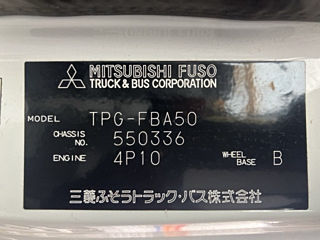 MITSUBISHI FUSO
TRUCK & BUS CORPORATION
MODEL TPG-FBA50
CHASSIS NO. 550336
ENGINE 4P10 WHEEL BASE B
三菱ふそうトラック・バス株式会社